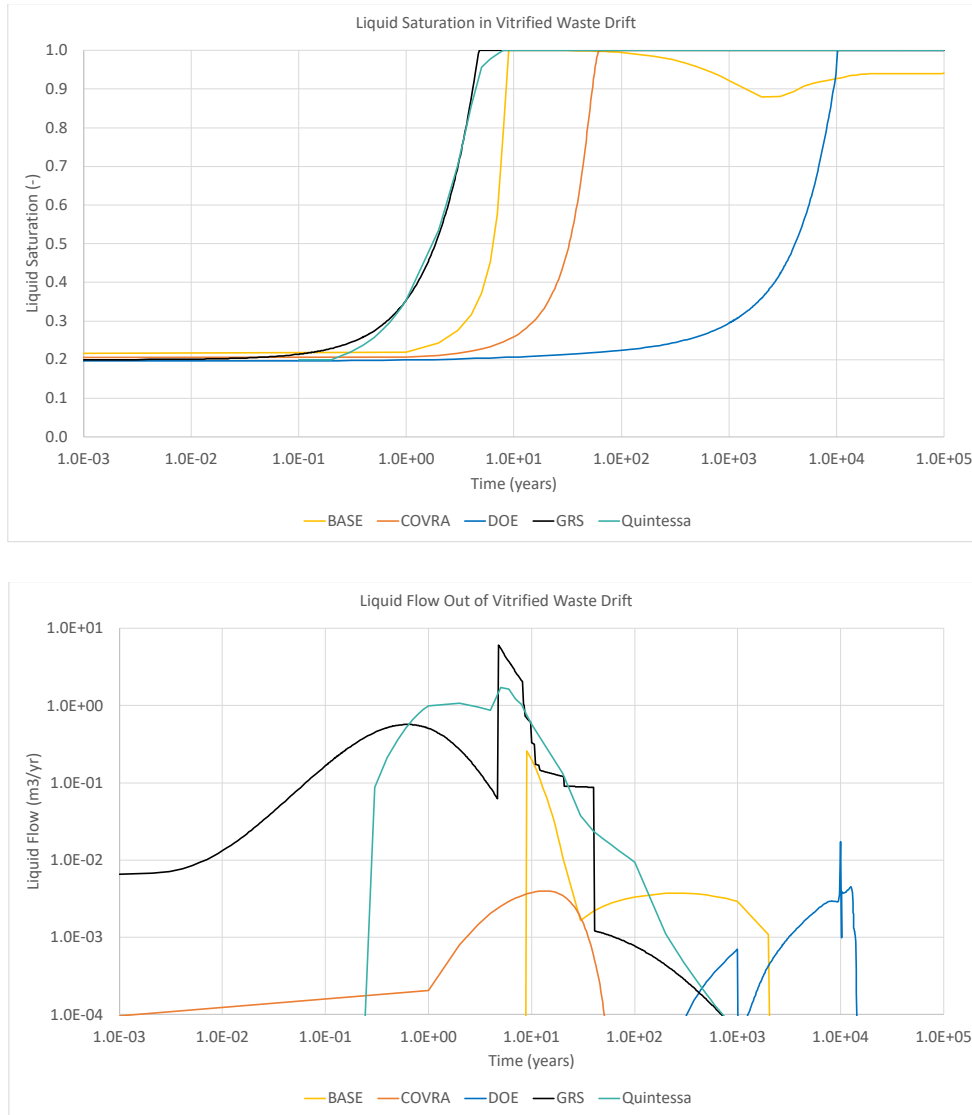 Liquid Saturation in Vitrified Waste Drift
1.0
0.9
0.8
0.7
0.6
0.5
0.4
0.3
0.2
0.1
0.0
Liquid Saturation (-)
1.0E-03 1.0E-02 1.0E-01 1.0E+00 1.0E+01 1.0E+02 1.0E+03 1.0E+04 1.0E+05
Time (years)
BASE COVRA DOE GRS Quintessa
Liquid Flow Out of Vitrified Waste Drift
1.0E+01
1.0E+00
1.0E-01
1.0E-02
1.0E-03
1.0E-04
Liquid Flow (m3/yr)
1.0E-03 1.0E-02 1.0E-01 1.0E+00 1.0E+01 1.0E+02 1.0E+03 1.0E+04 1.0E+05
Time (years)
BASE COVRA DOE GRS Quintessa